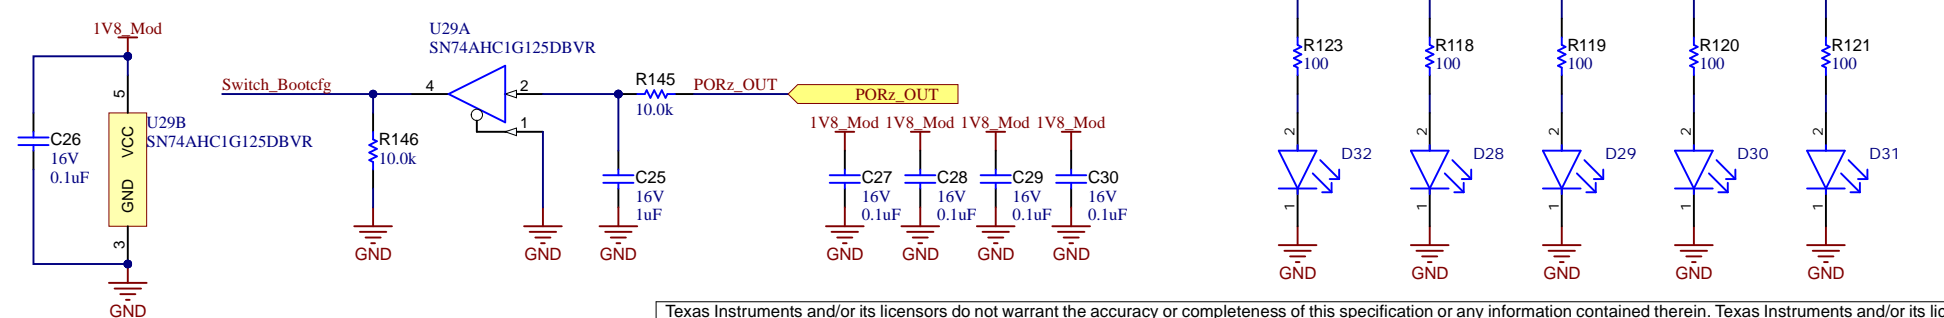 1V8_Mod
5
VCC
GND
3
U29B
SN74AHC1G125DBVR
C26
16V
0.1uF
GND
U29A
SN74AHC1G125DBVR
Switch_Bootcfg
4
2
1
R146
10.0k
GND
GND
R145
10.0k
PORz_OUT
PORz_OUT
C25
16V
1uF
GND
1V8_Mod 1V8_Mod 1V8_Mod 1V8_Mod
C27
16V
0.1uF
GND
C28
16V
0.1uF
GND
C29
16V
0.1uF
GND
C30
16V
0.1uF
GND
R123
100
2
D32
1
GND
R118
100
2
D28
1
GND
R119
100
2
D29
1
GND
R120
100
2
D30
1
GND
R121
100
2
D31
1
GND
Texas Instruments and/or its licensors do not warrant the accuracy or completeness of this specification or any information contained therein. Texas Instruments and/or its lic